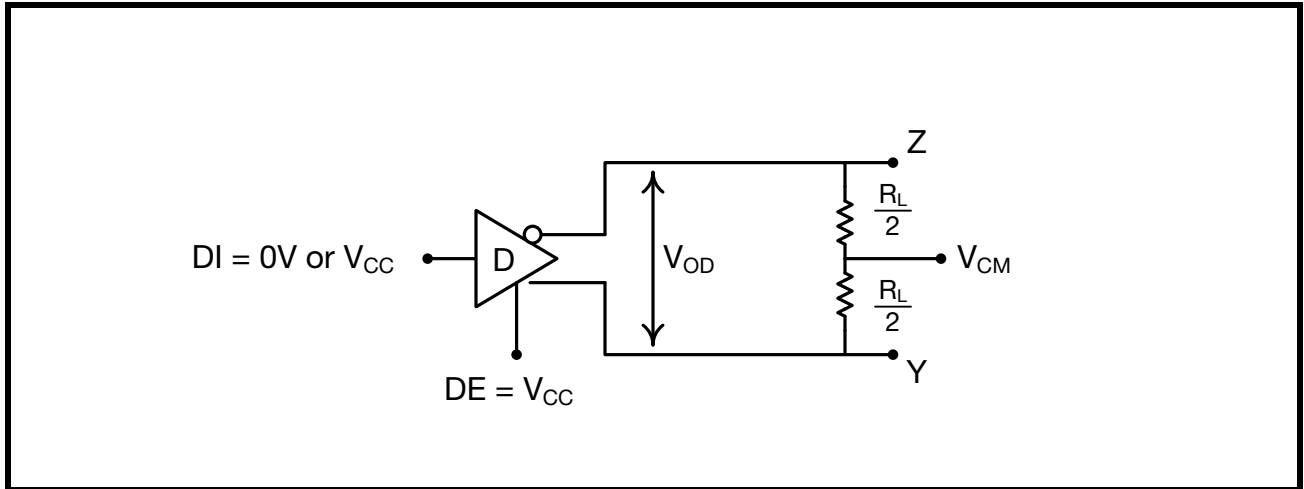 Z
R_L
2
DI = 0V or V_CC
D
V_OD
V_CM
R_L
2
Y
DE = V_CC